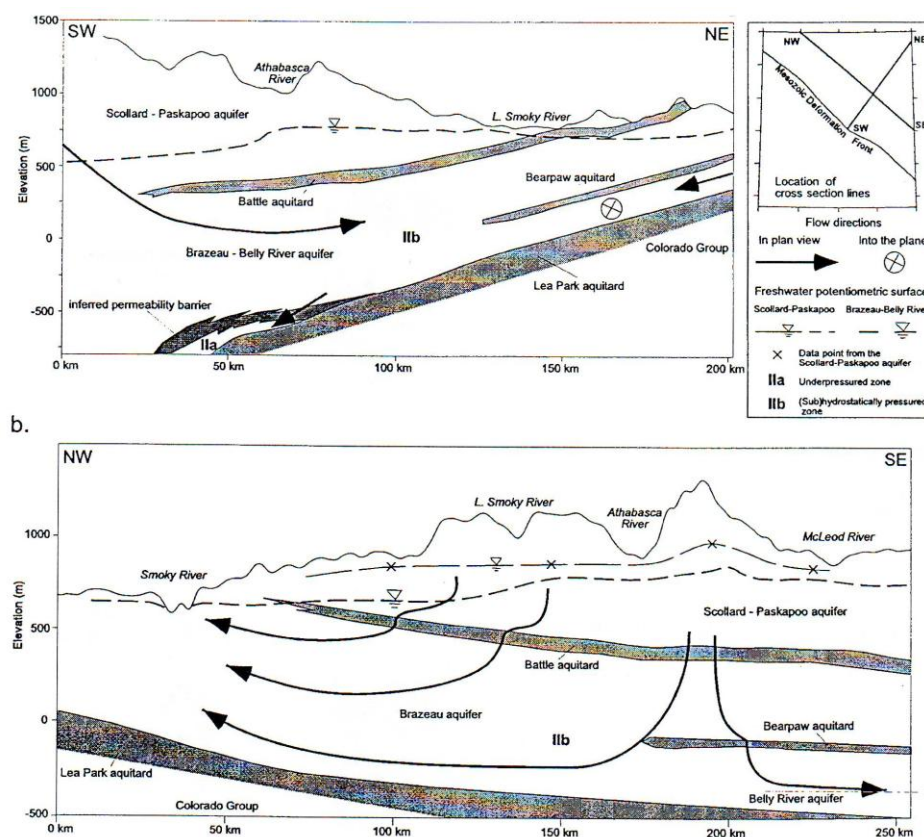 1500
SW
NE
Athabasca
River
1000
Scollard - Paskapoo aquifer
L. Smoky River
Elevation (m)
500
Bearpaw aquitard
Battle aquitard
IIb
0
Brazeau - Belly River aquifer
Colorado Group
Lea Park aquitard
inferred permeability barrier
-500
IIa
0 km
50 km
100 km
150 km
200 km
NW
NE
Mesozoic Deformation
Front
SW
Location of
cross section lines
Flow directions
In plan view
Into the plane
Freshwater potentiometric surface
Scollard-Paskapoo
Brazeau-Belly River
Data point from the
Scollard-Paskapoo aquifer
IIa
Underpressured zone
IIb
(Sub)hydrostatically pressured
zone
b.
NW
SE
L. Smoky River
Athabasca
River
1000
McLeod River
Smoky River
Elevation (m)
500
Scollard - Paskapoo aquifer
Battle aquitard
Brazeau aquifer
0
IIb
Bearpaw aquitard
Lea Park aquitard
Belly River aquifer
Colorado Group
-500
0 km
50 km
100 km
150 km
200 km
250 km